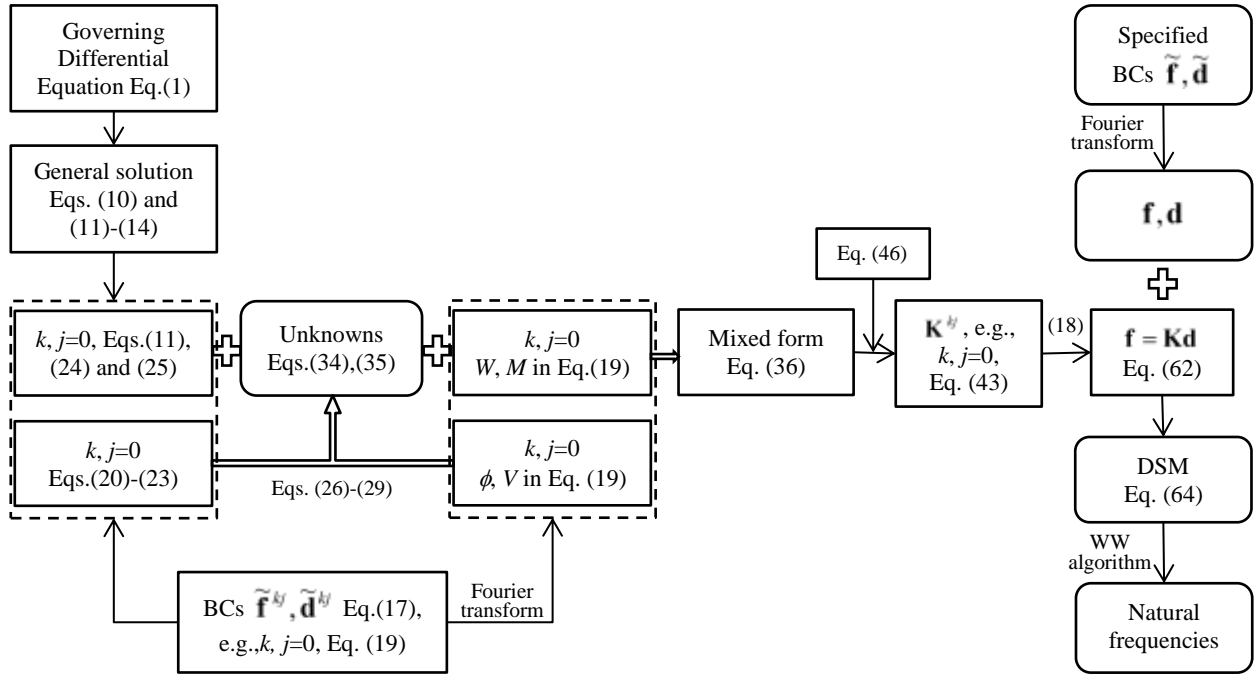 Governing
Differential
Equation Eq.(1)
General solution
Eqs. (10) and
(11)-(14)
k, j=0, Eqs.(11),
(24) and (25)
Unknowns
Eqs.(34),(35)
k, j=0
W, M in Eq.(19)
k, j=0
Eqs.(20)-(23)
Eqs. (26)-(29)
k, j=0
ϕ, V in Eq. (19)
BCs f̃ᵏʲ, d̃ᵏʲ Eq.(17),
e.g.,k, j=0, Eq. (19)
Fourier
transform
Mixed form
Eq. (36)
Eq. (46)
Kᵏʲ, e.g.,
k, j=0,
Eq. (43)
(18)
Specified
BCs f̃, d̃
Fourier
transform
f, d
f = Kd
Eq. (62)
DSM
Eq. (64)
WW
algorithm
Natural
frequencies